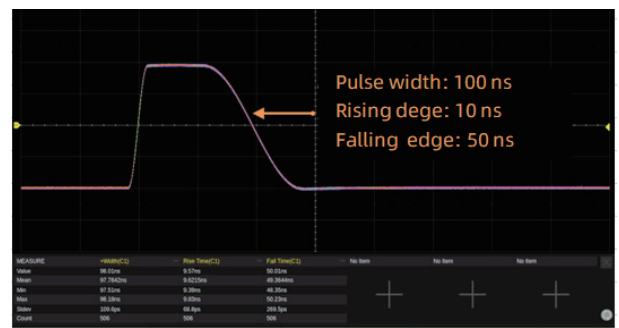 Pulse width: 100 ns
Rising dege: 10 ns
Falling edge: 50 ns
MEASURE +Width(C1) Rise Time(C1) Fall Time(C1) No Item No Item No Item
Value 98.01ns 9.57ns 50.01ns
Mean 97.7642ns 9.6215ns 49.3644ns
Min 97.51ns 9.39ns 48.35ns
Max 98.18ns 9.83ns 50.23ns
Stdev 109.6ps 68.8ps 269.5ps
Count 506 506 506